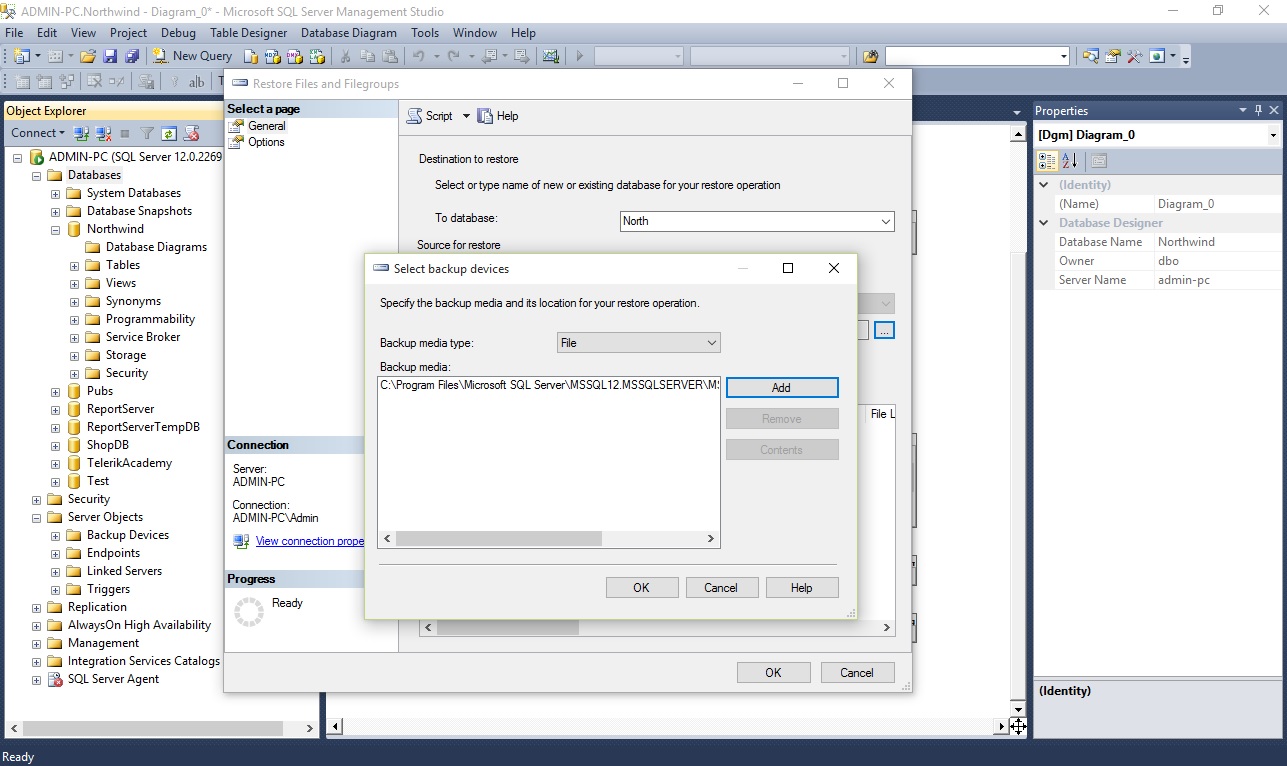 ADMIN-PC.Northwind - Diagram_0* - Microsoft SQL Server Management Studio
File Edit View Project Debug Table Designer Database Diagram Tools Window Help
New Query
Object Explorer
Connect
ADMIN-PC (SQL Server 12.0.2269
Databases
System Databases
Database Snapshots
Northwind
Database Diagrams
Tables
Views
Synonyms
Programmability
Service Broker
Storage
Security
Pubs
ReportServer
ReportServerTempDB
ShopDB
TelerikAcademy
Test
Security
Server Objects
Backup Devices
Endpoints
Linked Servers
Triggers
Replication
AlwaysOn High Availability
Management
Integration Services Catalogs
SQL Server Agent
Restore Files and Filegroups
Select a page
General
Options
Script Help
Destination to restore
Select or type name of new or existing database for your restore operation
To database: North
Source for restore
...
File L
Connection
Server:
ADMIN-PC
Connection:
ADMIN-PC\Admin
View connection prope
Progress
Ready
OK Cancel
Select backup devices
Specify the backup media and its location for your restore operation.
Backup media type: File
Backup media:
C:\Program Files\Microsoft SQL Server\MSSQL12.MSSQLSERVER\MS
Add
Remove
Contents
OK Cancel Help
Properties
[Dgm] Diagram_0
(Identity)
(Name) Diagram_0
Database Designer
Database Name Northwind
Owner dbo
Server Name admin-pc
(Identity)
Ready